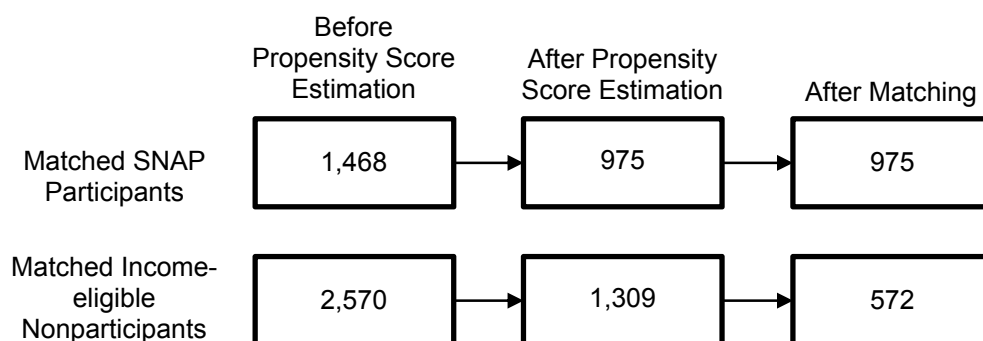 Before
Propensity Score
Estimation
After Propensity
Score Estimation
After Matching
Matched SNAP
Participants
1,468
975
975
Matched Income-
eligible
Nonparticipants
2,570
1,309
572